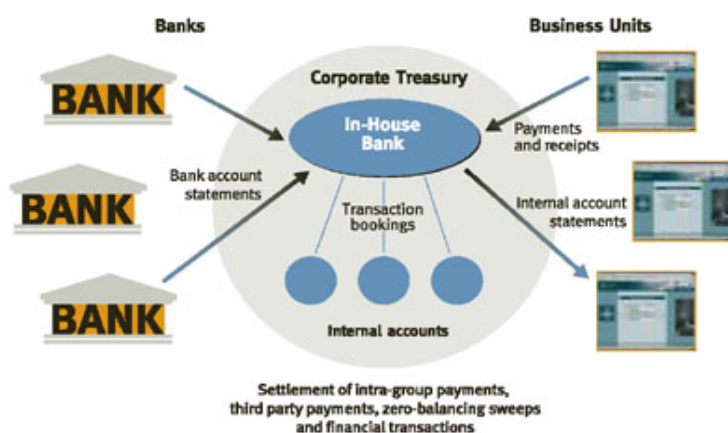 Banks
Business Units
Corporate Treasury
BANK
In-House
Bank
Payments
and receipts
Bank account
statements
BANK
Transaction
bookings
Internal account
statements
BANK
Internal accounts
Settlement of intra-group payments,
third party payments, zero-balancing sweeps
and financial transactions